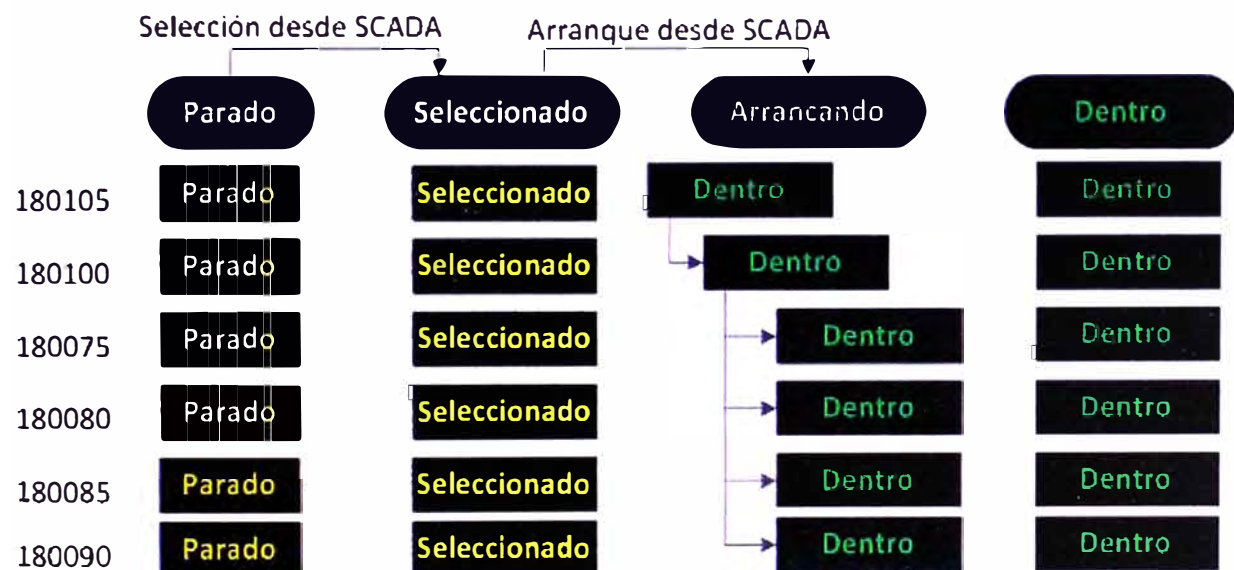 Selección desde SCADA Arranque desde SCADA
Parado Seleccionado Arrancando Dentro
180105 Parado Seleccionado Dentro Dentro
180100 Parado Seleccionado Dentro Dentro
180075 Parado Seleccionado Dentro Dentro
180080 Parado Seleccionado Dentro Dentro
180085 Parado Seleccionado Dentro Dentro
180090 Parado Seleccionado Dentro Dentro